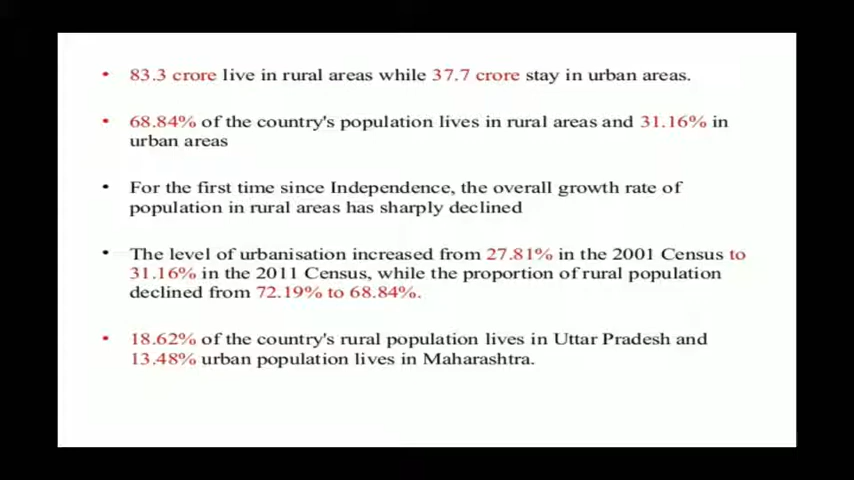 • 83.3 crore live in rural areas while 37.7 crore stay in urban areas.
• 68.84% of the country's population lives in rural areas and 31.16% in
urban areas
• For the first time since Independence, the overall growth rate of
population in rural areas has sharply declined
• The level of urbanisation increased from 27.81% in the 2001 Census to
31.16% in the 2011 Census, while the proportion of rural population
declined from 72.19% to 68.84%.
• 18.62% of the country's rural population lives in Uttar Pradesh and
13.48% urban population lives in Maharashtra.